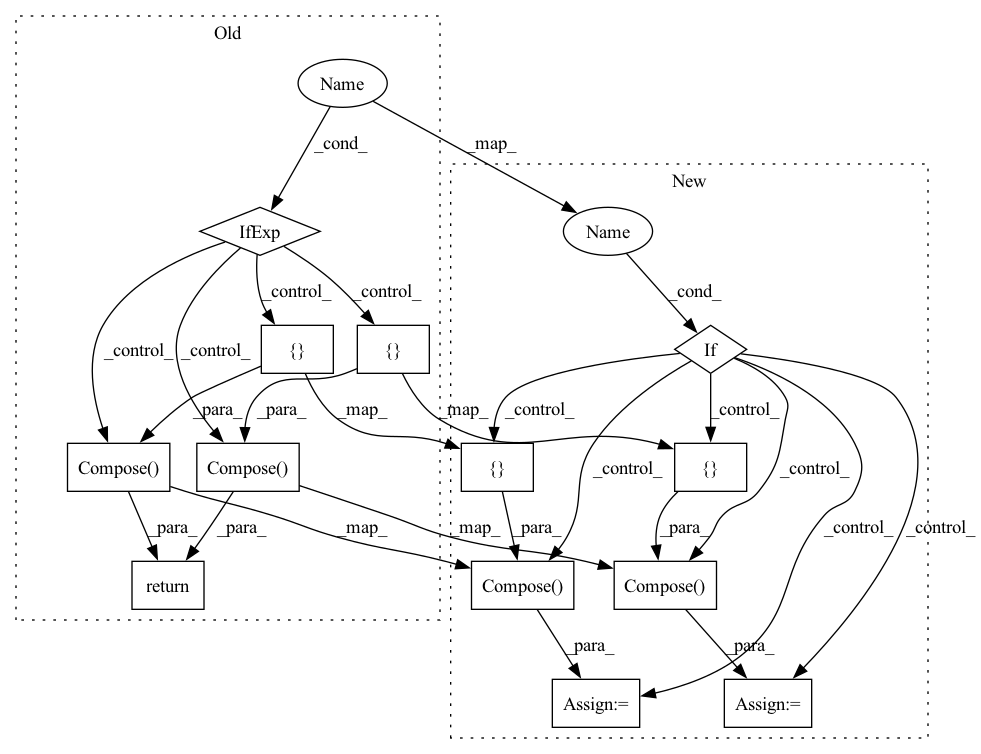 Old
Name
_cond_
_map_
New
IfExp
Name
_control_
_control_
_cond_
_control_
_control_
{}
{}
If
_para_
_para_
_map_
_map_
_control_
_control_
Compose()
Compose()
{}
{}
_control_
_control_
_para_
_para_
_map_
_map_
_para_
_para_
_control_
_control_
return
Compose()
Compose()
_para_
_para_
Assign:=
Assign:=